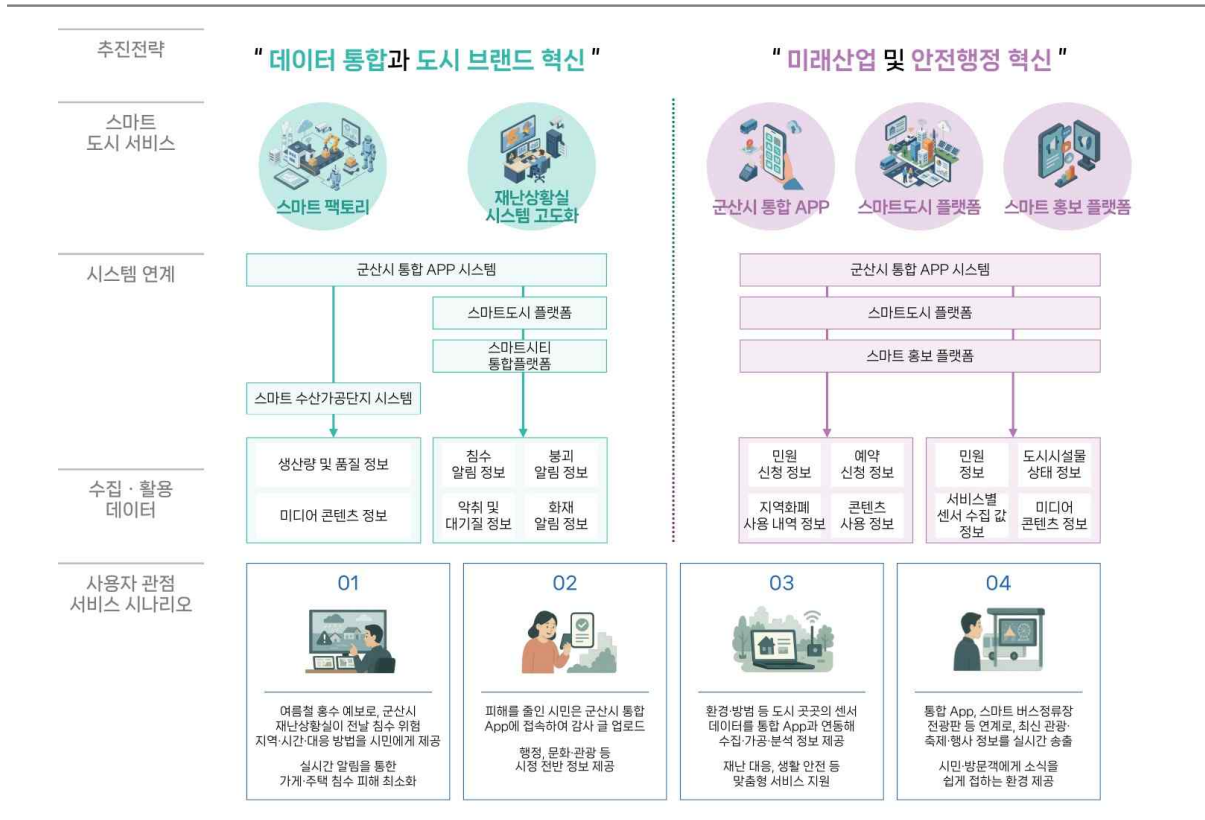 추진전략
" 데이터 통합과 도시 브랜드 혁신 "
" 미래산업 및 안전행정 혁신 "
스마트
도시 서비스
스마트 팩토리
재난상황실
시스템 고도화
군산시 통합 APP
스마트도시 플랫폼
스마트 홍보 플랫폼
시스템 연계
군산시 통합 APP 시스템
스마트도시 플랫폼
스마트시티
통합플랫폼
스마트 수산가공단지 시스템
군산시 통합 APP 시스템
스마트도시 플랫폼
스마트 홍보 플랫폼
수집 · 활용
데이터
생산량 및 품질 정보
미디어 콘텐츠 정보
침수
알림 정보
붕괴
알림 정보
악취 및
대기질 정보
화재
알림 정보
민원
신청 정보
예약
신청 정보
지역화폐
사용 내역 정보
콘텐츠
사용 정보
민원
정보
도시시설물
상태 정보
서비스별
센서 수집 값
정보
미디어
콘텐츠 정보
사용자 관점
서비스 시나리오
01
여름철 홍수 예보로, 군산시
재난상황실이 전날 침수 위험
지역·시간·대응 방법을 시민에게 제공
실시간 알림을 통한
가게·주택 침수 피해 최소화
02
피해를 줄인 시민은 군산시 통합
App에 접속하여 감사 글 업로드
행정, 문화·관광 등
시정 전반 정보 제공
03
환경·방범 등 도시 곳곳의 센서
데이터를 통합 App과 연동해
수집·가공·분석 정보 제공
재난 대응, 생활 안전 등
맞춤형 서비스 지원
04
통합 App, 스마트 버스정류장
전광판 등 연계로, 최신 관광·
축제·행사 정보를 실시간 송출
시민·방문객에게 소식을
쉽게 접하는 환경 제공